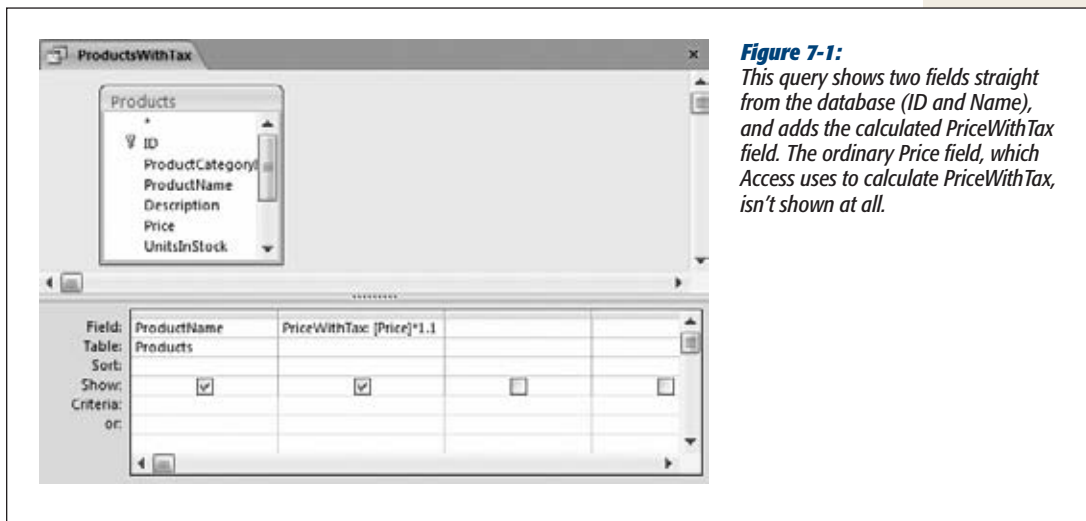 ProductsWithTax
Products
*
ID
ProductCategoryI
ProductName
Description
Price
UnitsInStock
Field: ProductName PriceWithTax: [Price]*1.1
Table: Products
Sort:
Show:
Criteria:
or:
Figure 7-1:
This query shows two fields straight
from the database (ID and Name),
and adds the calculated PriceWithTax
field. The ordinary Price field, which
Access uses to calculate PriceWithTax,
isn't shown at all.